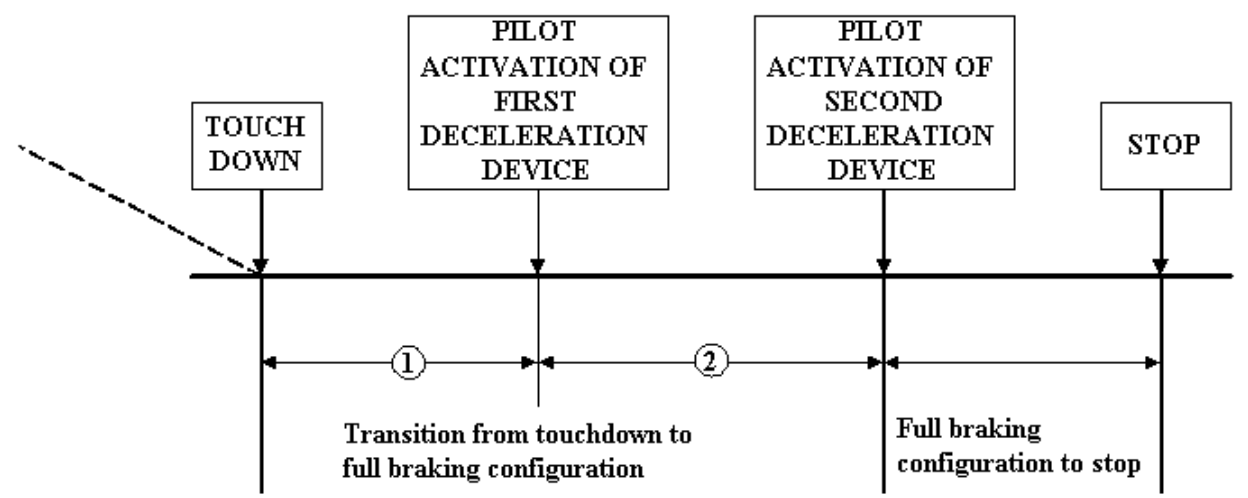 TOUCH
DOWN
PILOT
ACTIVATION OF
FIRST
DECELERATION
DEVICE
PILOT
ACTIVATION OF
SECOND
DECELERATION
DEVICE
STOP
1
2
Transition from touchdown to
full braking configuration
Full braking
configuration to stop